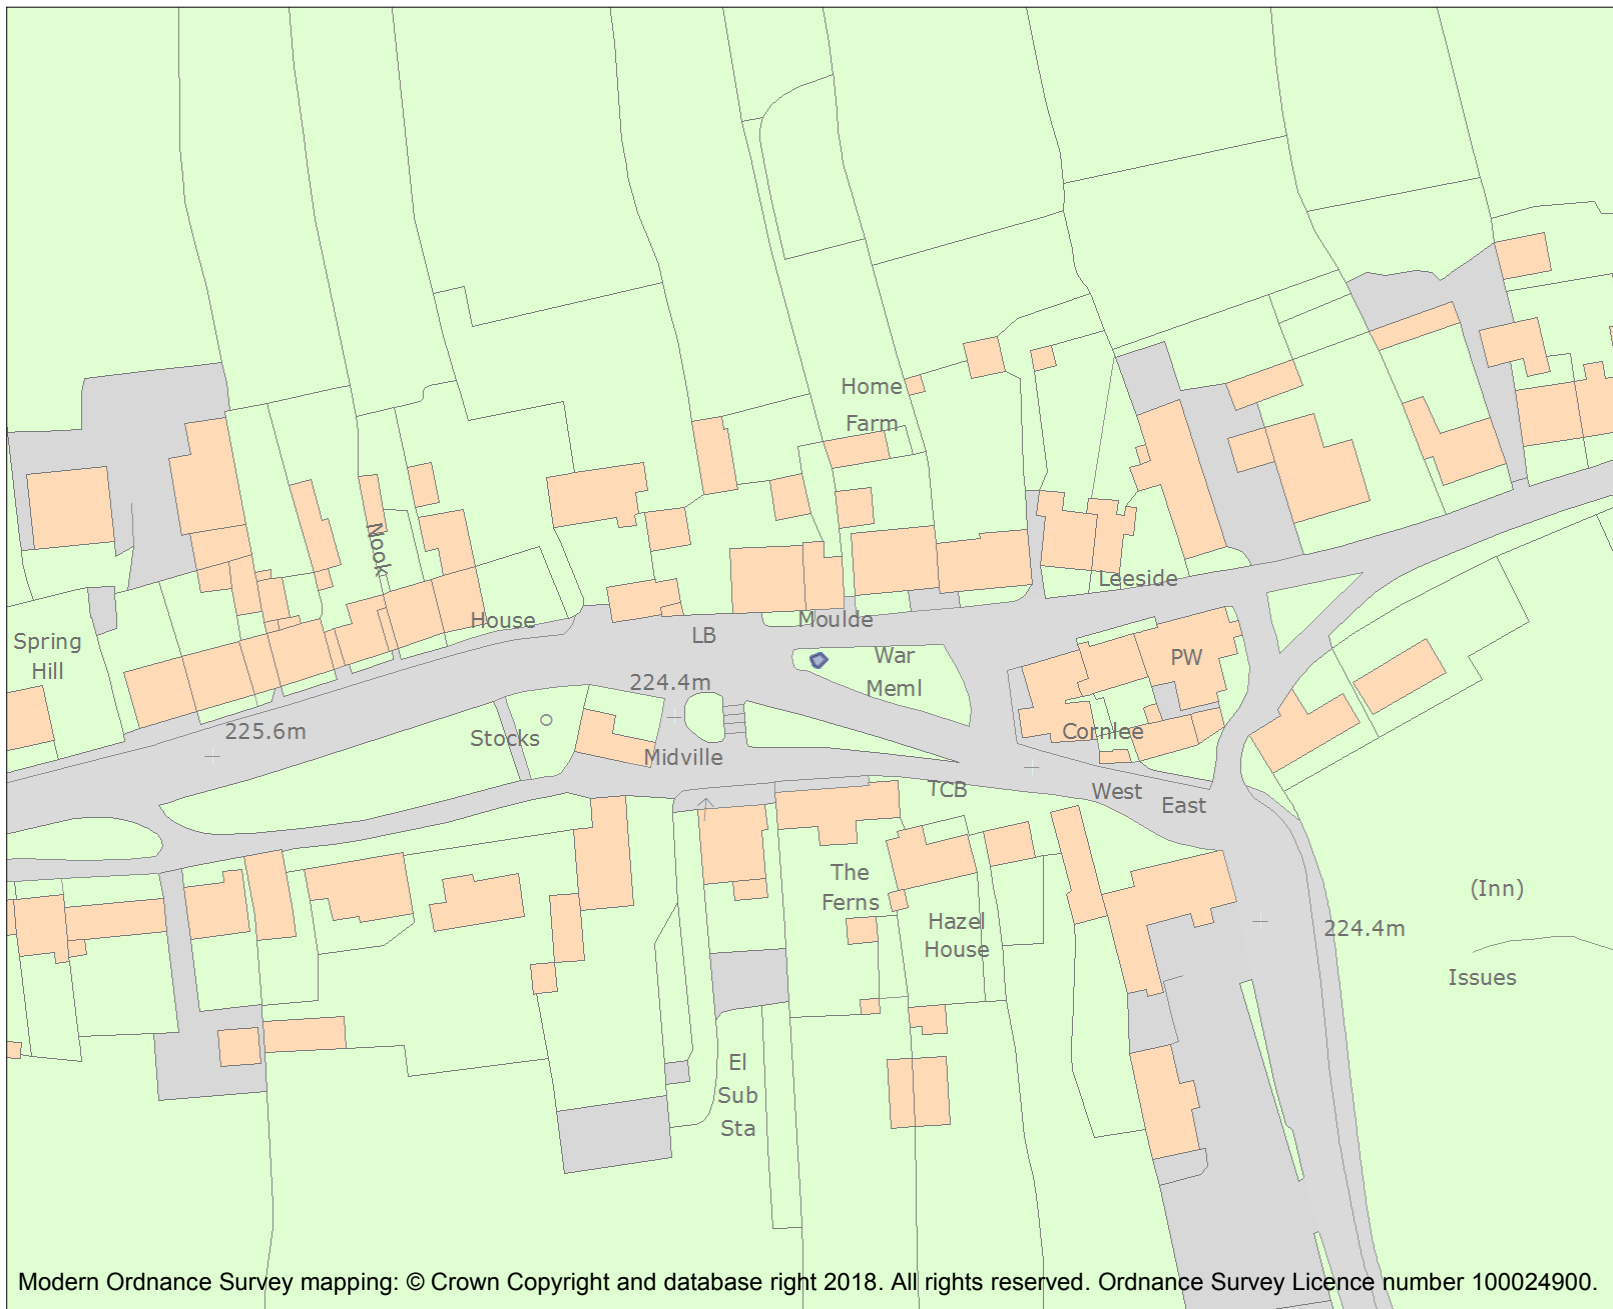 Home
Farm
Nook
Leeside
House
Moulde
LB
Spring
Hill
War
Meml
PW
224.4m
225.6m
Stocks
Cornlee
Midville
TCB
West
East
The
Ferns
(Inn)
Hazel
House
224.4m
Issues
El
Sub
Sta
Modern Ordnance Survey mapping: © Crown Copyright and database right 2018. All rights reserved. Ordnance Survey Licence number 100024900.